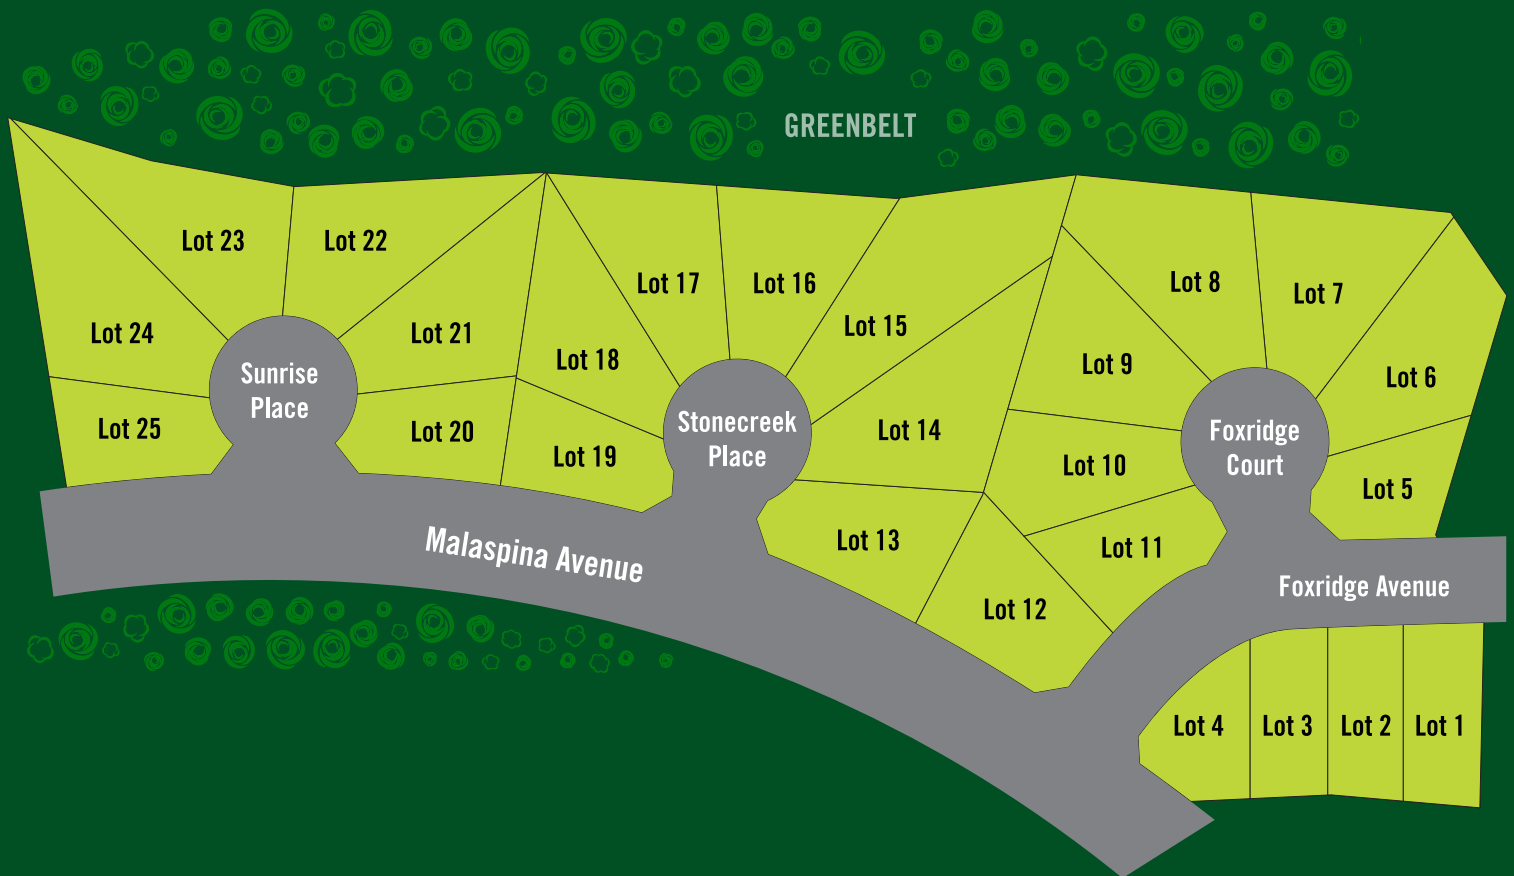 GREENBELT
Lot 23
Lot 22
Lot 24
Lot 21
Lot 25
Lot 20
Sunrise
Place
Lot 17
Lot 16
Lot 15
Lot 18
Lot 19
Lot 14
Lot 13
Stonecreek
Place
Lot 8
Lot 7
Lot 9
Lot 6
Lot 10
Lot 5
Lot 11
Lot 12
Foxridge
Court
Malaspina Avenue
Foxridge Avenue
Lot 4
Lot 3
Lot 2
Lot 1